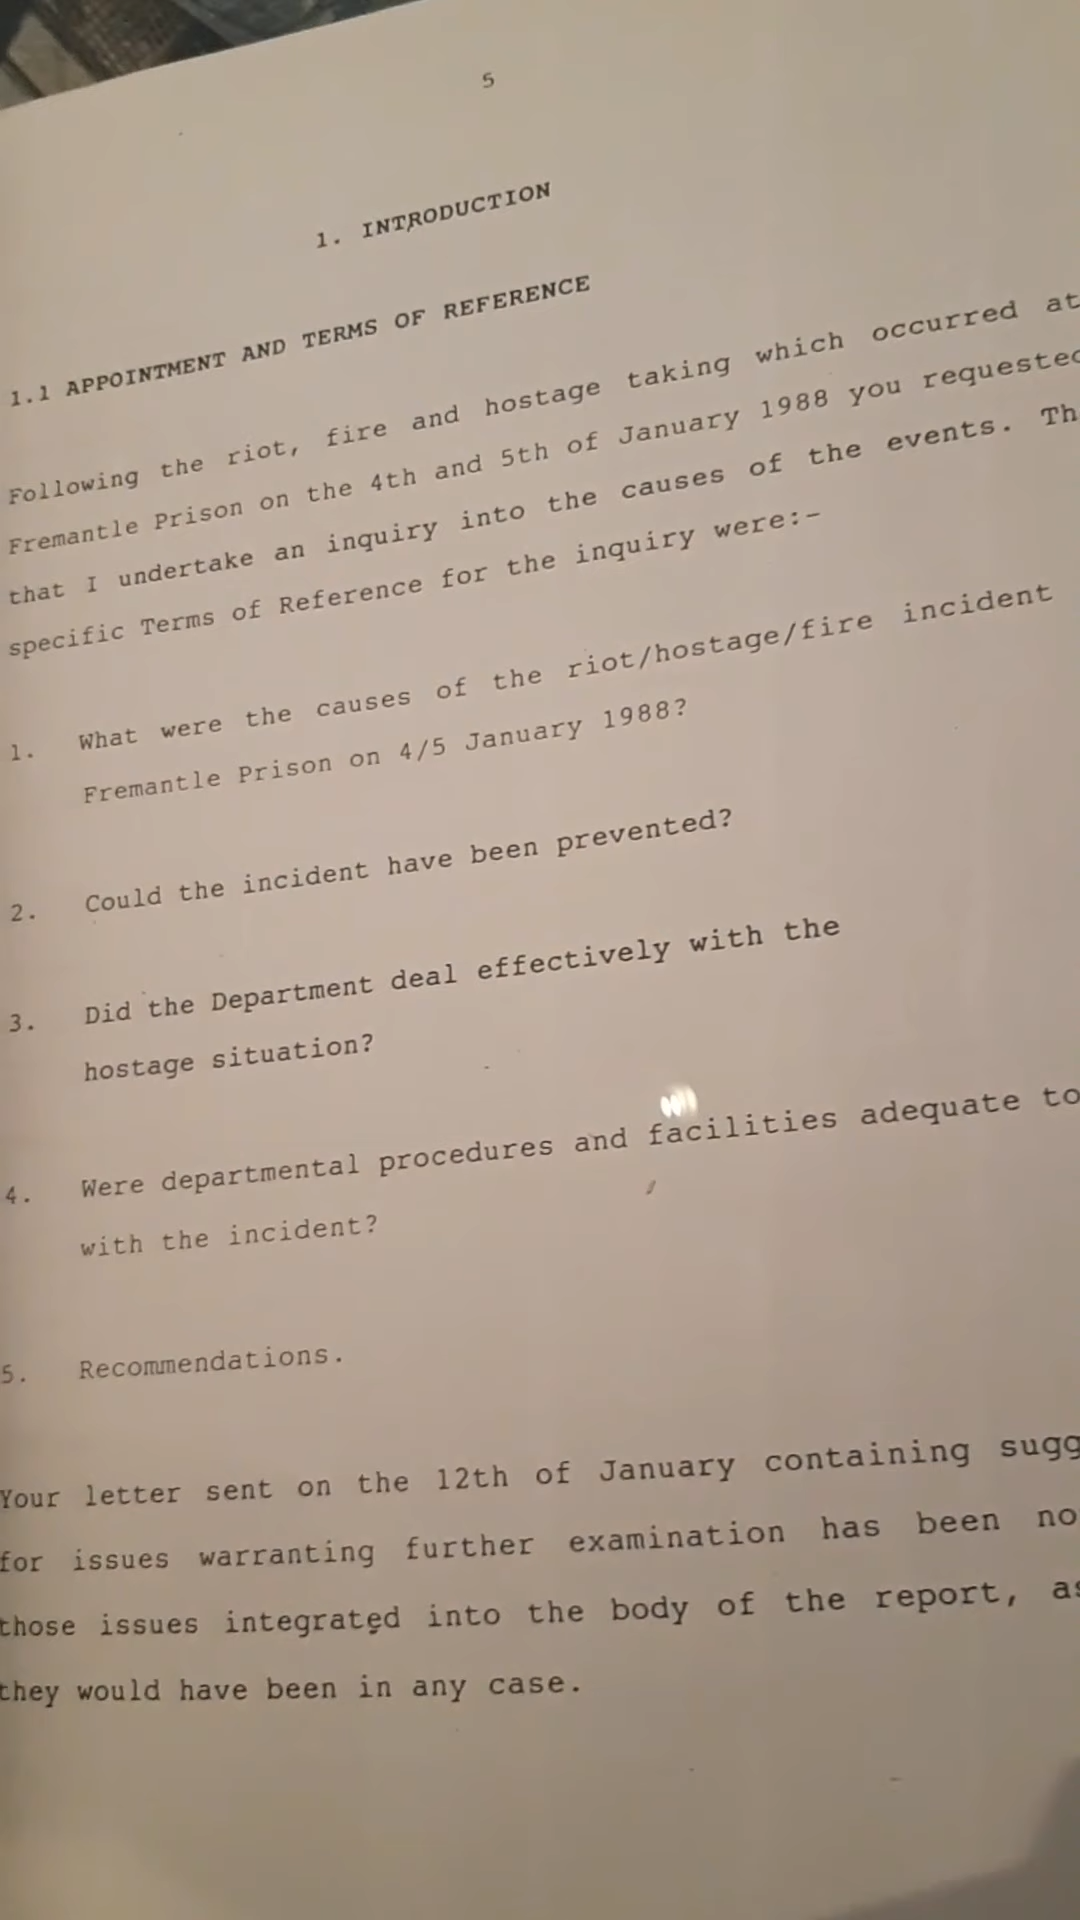 5
1. INTRODUCTION
1.1 APPOINTMENT AND TERMS OF REFERENCE
Following the riot, fire and hostage taking which occurred at
Fremantle Prison on the 4th and 5th of January 1988 you requested
that I undertake an inquiry into the causes of the events. Th
specific Terms of Reference for the inquiry were:-
1. What were the causes of the riot/hostage/fire incident
Fremantle Prison on 4/5 January 1988?
2. Could the incident have been prevented?
3. Did the Department deal effectively with the
hostage situation?
4. Were departmental procedures and facilities adequate to
with the incident?
5. Recommendations.
Your letter sent on the 12th of January containing sugg
for issues warranting further examination has been no
those issues integrated into the body of the report, as
they would have been in any case.